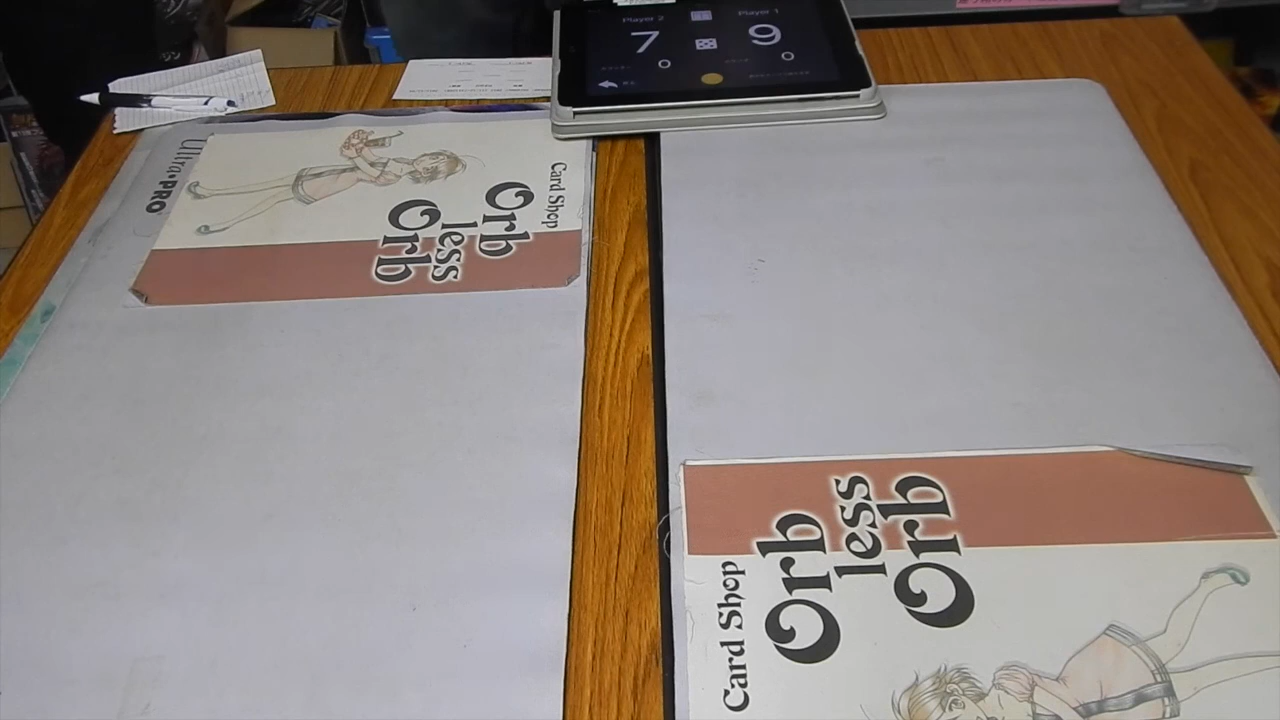 Player 2
Player 1
7
9
0
0
Ultra•PRO
Card Shop
Orb
less
Orb
Card Shop
Orb
less
Orb